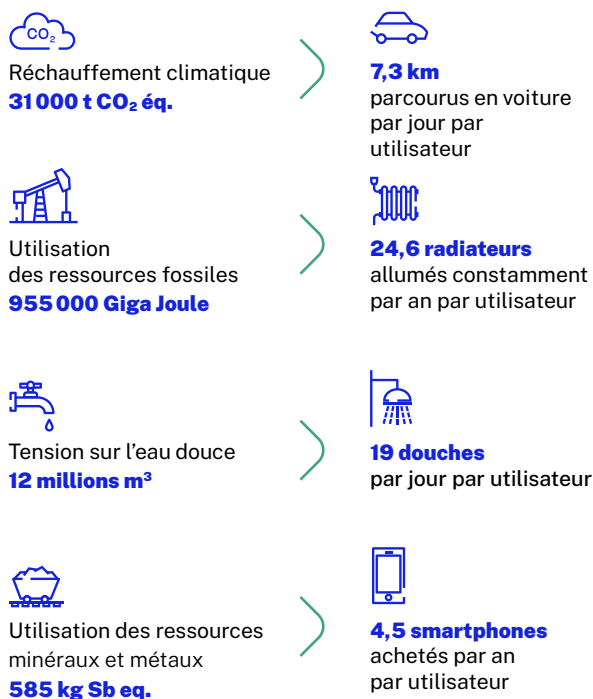 CO₂
Réchauffement climatique
31 000 t CO₂ éq.
7,3 km
parcourus en voiture
par jour par
utilisateur
Utilisation
des ressources fossiles
955 000 Giga Joule
24,6 radiateurs
allumés constamment
par an par utilisateur
Tension sur l’eau douce
12 millions m³
19 douches
par jour par utilisateur
Utilisation des ressources
minéraux et métaux
585 kg Sb eq.
4,5 smartphones
achetés par an
par utilisateur